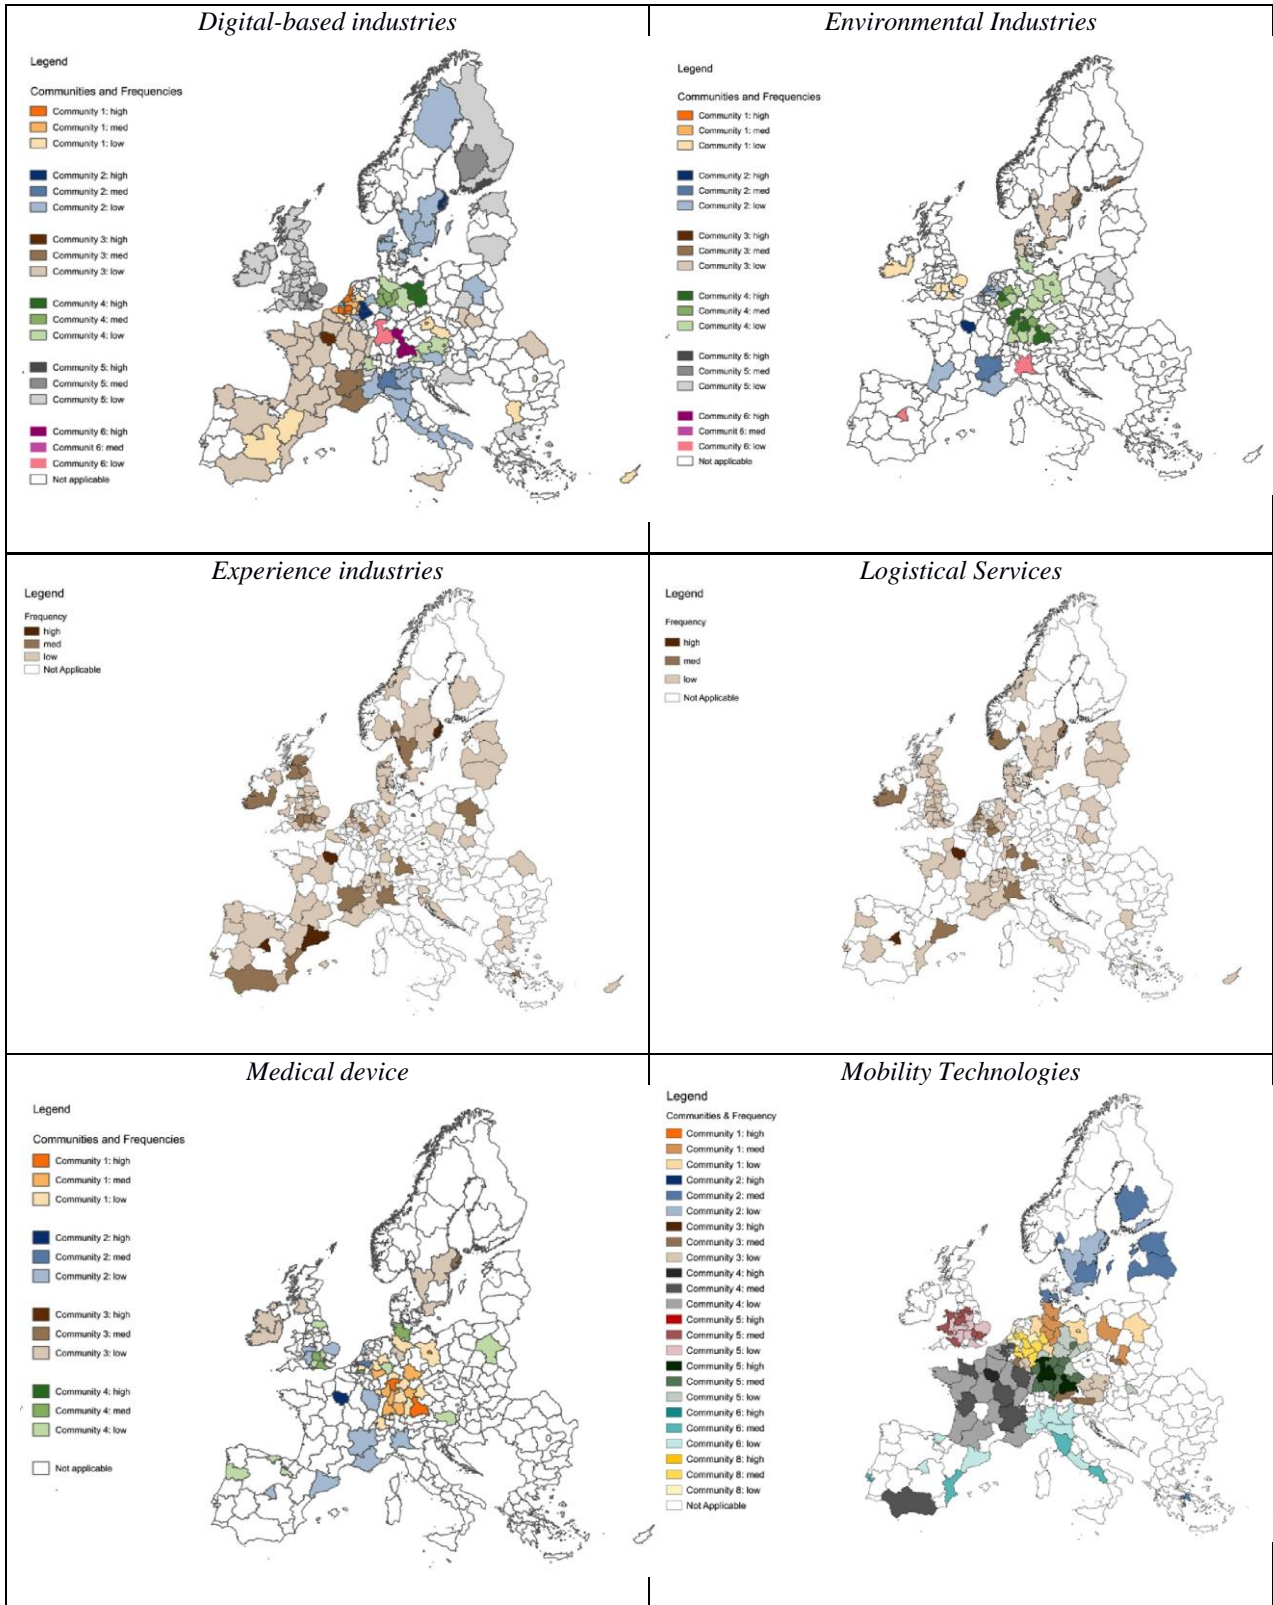 Digital-based industries
Legend
Communities and Frequencies
Community 1: high
Community 1: med
Community 1: low
Community 2: high
Community 2: med
Community 2: low
Community 3: high
Community 3: med
Community 3: low
Community 4: high
Community 4: med
Community 4: low
Community 5: high
Community 5: med
Community 5: low
Community 6: high
Communit 6: med
Community 6: low
Not applicable
Environmental Industries
Legend
Communities and Frequencies
Community 1: high
Community 1: med
Community 1: low
Community 2: high
Community 2: med
Community 2: low
Community 3: high
Community 3: med
Community 3: low
Community 4: high
Community 4: med
Community 4: low
Community 5: high
Community 5: med
Community 5: low
Community 6: high
Communit 6: med
Community 6: low
Not applicable
Experience industries
Legend
Frequency
high
med
low
Not Applicable
Logistical Services
Legend
Frequency
high
med
low
Not Applicable
Medical device
Legend
Communities and Frequencies
Community 1: high
Community 1: med
Community 1: low
Community 2: high
Community 2: med
Community 2: low
Community 3: high
Community 3: med
Community 3: low
Community 4: high
Community 4: med
Community 4: low
Not applicable
Mobility Technologies
Legend
Communities & Frequency
Community 1: high
Community 1: med
Community 1: low
Community 2: high
Community 2: med
Community 2: low
Community 3: high
Community 3: med
Community 3: low
Community 4: high
Community 4: med
Community 4: low
Community 5: high
Community 5: med
Community 5: low
Community 5: high
Community 5: med
Community 5: low
Community 6: high
Community 6: med
Community 6: low
Community 8: high
Community 8: med
Community 8: low
Not Applicable